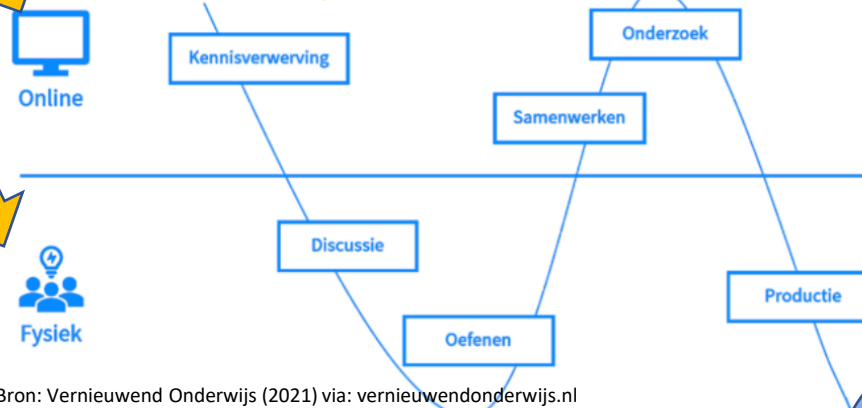 Kennisverwerving
Onderzoek
Online
Samenwerken
Discussie
Productie
Fysiek
Oefenen
Bron: Vernieuwend Onderwijs (2021) via: vernieuwendonderwijs.nl